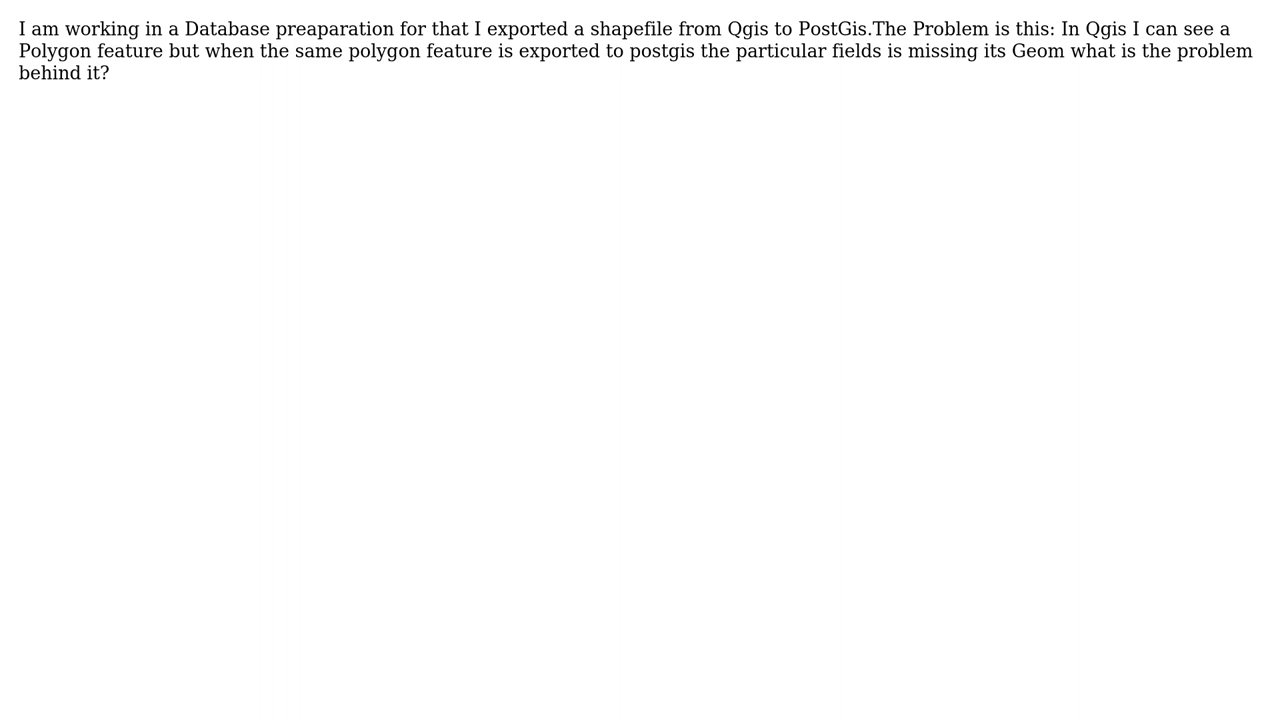 I am working in a Database preaparation for that I exported a shapefile from Qgis to PostGis.The Problem is this: In Qgis I can see a
Polygon feature but when the same polygon feature is exported to postgis the particular fields is missing its Geom what is the problem
behind it?